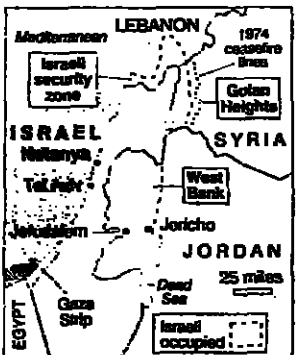 LEBANON
Mediterranean
1974
ceasefire
lines
Israeli
security
zone
Golan
Heights
ISRAEL
SYRIA
Netanya
Tel Aviv
West
Bank
Jerusalem
Jericho
JORDAN
Dead
Sea
25 miles
Gaza
Strip
EGYPT
Israeli
occupied